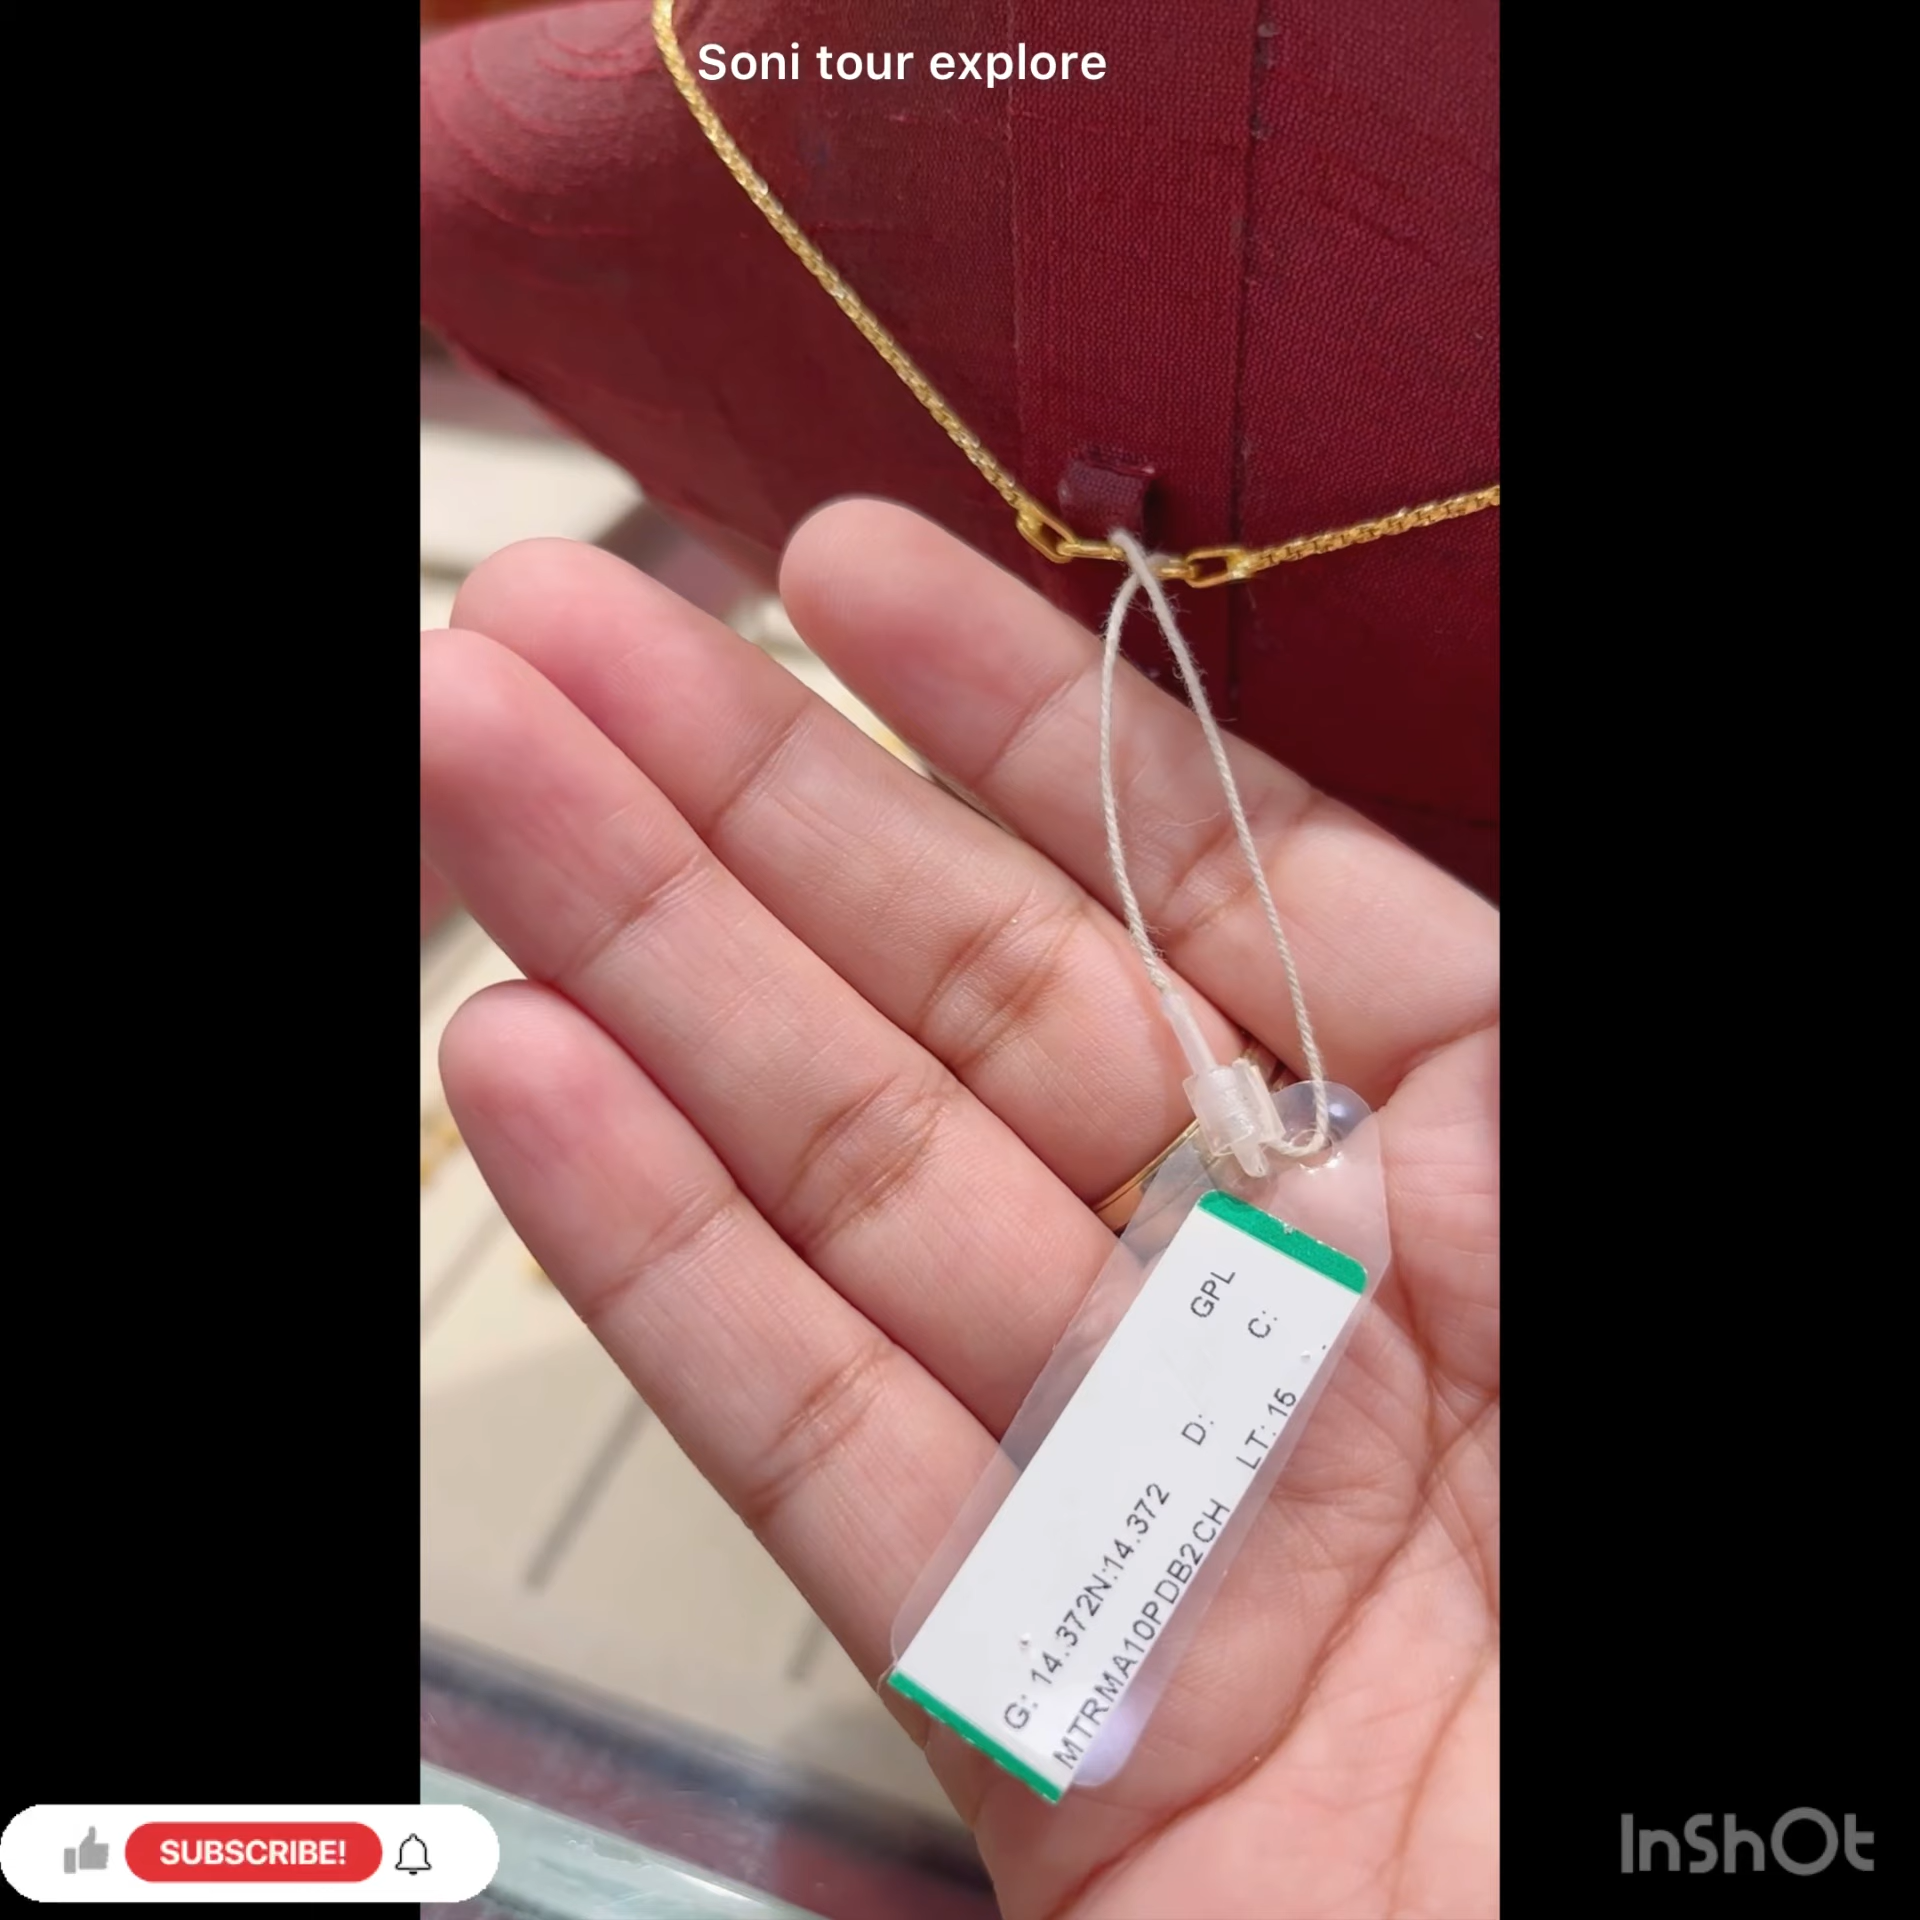 Soni tour explore
GPL
C:
G: 14.372N:14.372 D:
MTRMA10PDB2CH LT: 15
SUBSCRIBE!
InShOt